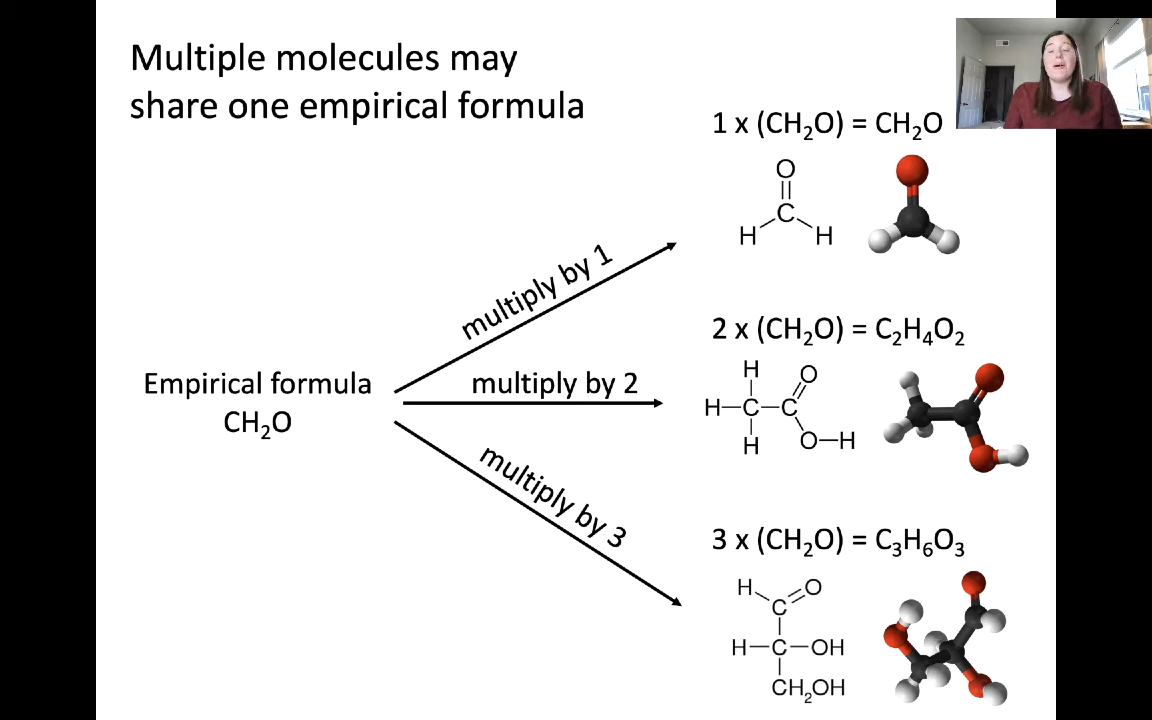 Multiple molecules may
share one empirical formula
1 x (CH₂O) = CH₂O
O
C
H H
multiply by 1
2 x (CH₂O) = C₂H₄O₂
H O
H–C–C
H O–H
Empirical formula
CH₂O
multiply by 2
multiply by 3
3 x (CH₂O) = C₃H₆O₃
H O
C
H–C–OH
CH₂OH